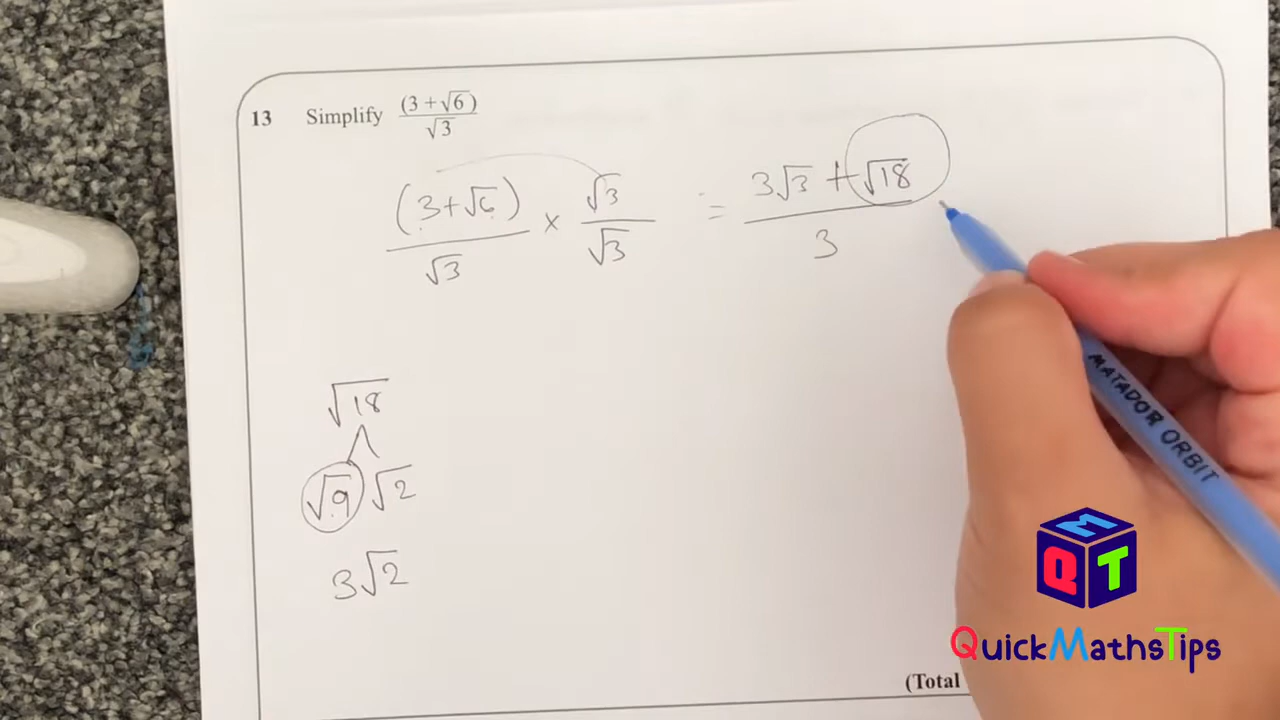 13 Simplify (3 + √6) / √3
(3 + √6) / √3 × √3 / √3 = 3√3 + √18 / 3
√18
√9 √2
3√2
MATADOR ORBIT
M Q T
QuickMathsTips
(Total